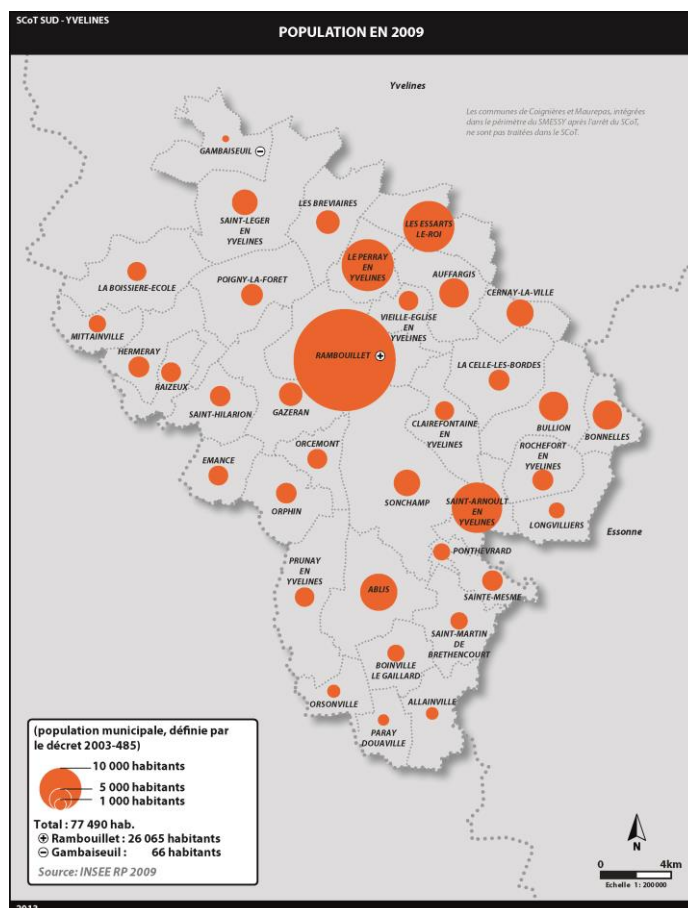 SCoT SUD - YVELINES
POPULATION EN 2009
Yvelines
Les communes de Coignières et Maurepas, intégrées
dans le périmètre du SMESSY après l'arrêt du SCoT,
ne sont pas traitées dans le SCoT.
GAMBAISEUIL
SAINT-LEGER
EN
YVELINES
LES BREVIAIRES
LES ESSARTS
LE-ROI
LE PERRAY
EN
YVELINES
LA BOISSIERE-ECOLE
POIGNY-LA-FORET
AUFFARGIS
CERNAY-LA-VILLE
VIEILLE-EGLISE
EN
YVELINES
MITTAINVILLE
HERMERAY
RAIZEUX
RAMBOUILLET
LA CELLE-LES-BORDES
SAINT-HILARION
GAZERAN
CLAIREFONTAINE
EN
YVELINES
BULLION
BONNELLES
ORCEMONT
ROCHEFORT
EN
YVELINES
EMANCE
ORPHIN
SONCHAMP
SAINT-ARNOULT
EN
YVELINES
LONGVILLIERS
Essonne
PONTHEVRARD
PRUNAY
EN
YVELINES
ABLIS
SAINTE-MESME
SAINT-MARTIN
DE
BRETHENCOURT
BOINVILLE
LE GAILLARD
ORSONVILLE
ALLAINVILLE
PARAY
DOUAVILLE
(population municipale, définie par
le décret 2003-485)
10 000 habitants
5 000 habitants
1 000 habitants
Total : 77 490 hab.
Rambouillet : 26 065 habitants
Gambaiseuil : 66 habitants
Source: INSEE RP 2009
N
0 4km
Echelle 1: 200 000
2013